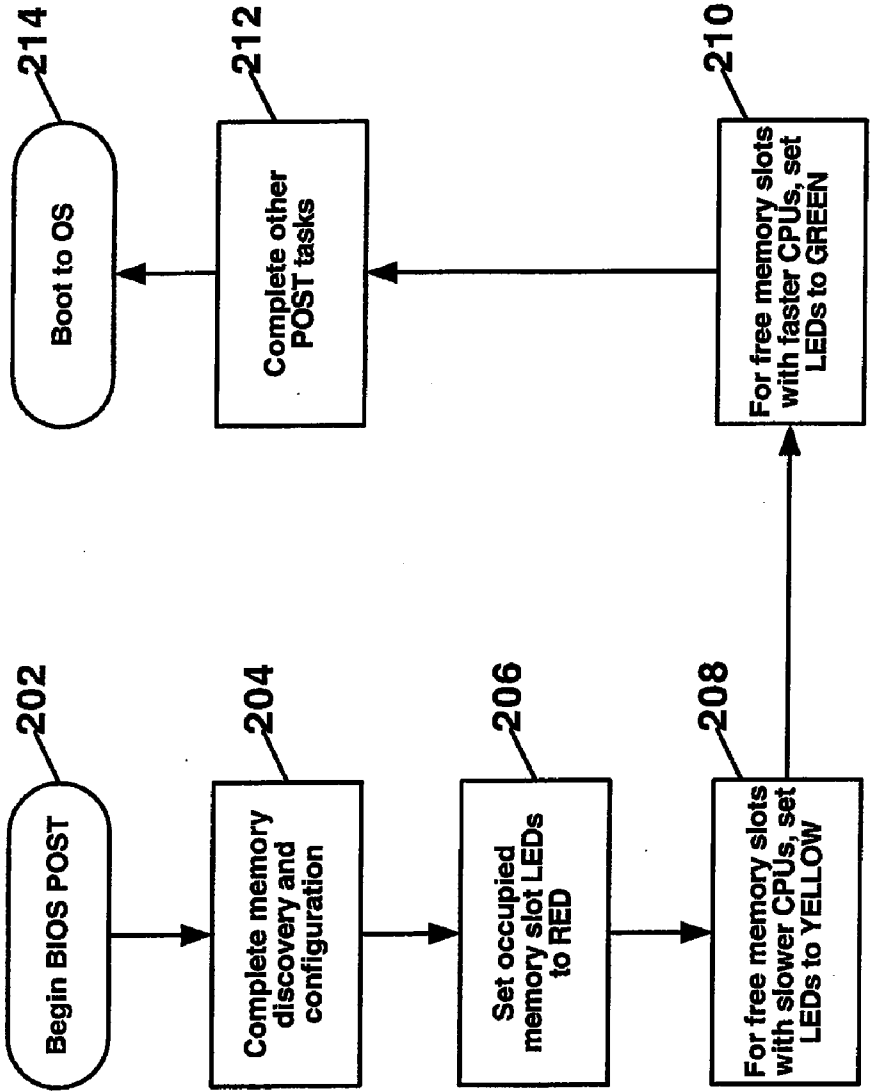 202
Begin BIOS POST
204
Complete memory
discovery and
configuration
206
Set occupied
memory slot LEDs
to RED
208
For free memory slots
with slower CPUs, set
LEDs to YELLOW
210
For free memory slots
with faster CPUs, set
LEDs to GREEN
212
Complete other
POST tasks
214
Boot to OS